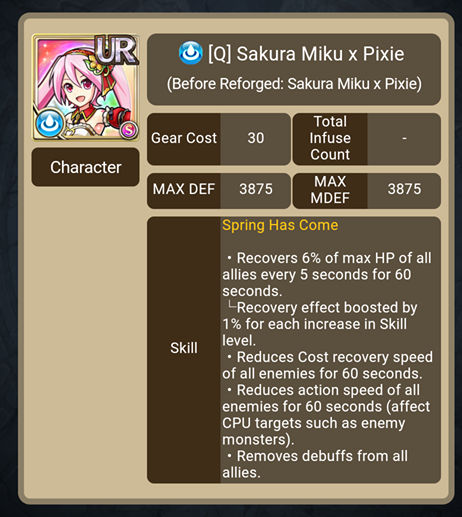 UR
[Q] Sakura Miku x Pixie
(Before Reforged: Sakura Miku x Pixie)
S
Character
Gear Cost
30
Total
Infuse
Count
-
MAX DEF
3875
MAX
MDEF
3875
Skill
Spring Has Come
・Recovers 6% of max HP of all
allies every 5 seconds for 60
seconds.
└Recovery effect boosted by
1% for each increase in Skill
level.
・Reduces Cost recovery speed
of all enemies for 60 seconds.
・Reduces action speed of all
enemies for 60 seconds (affect
CPU targets such as enemy
monsters).
・Removes debuffs from all
allies.